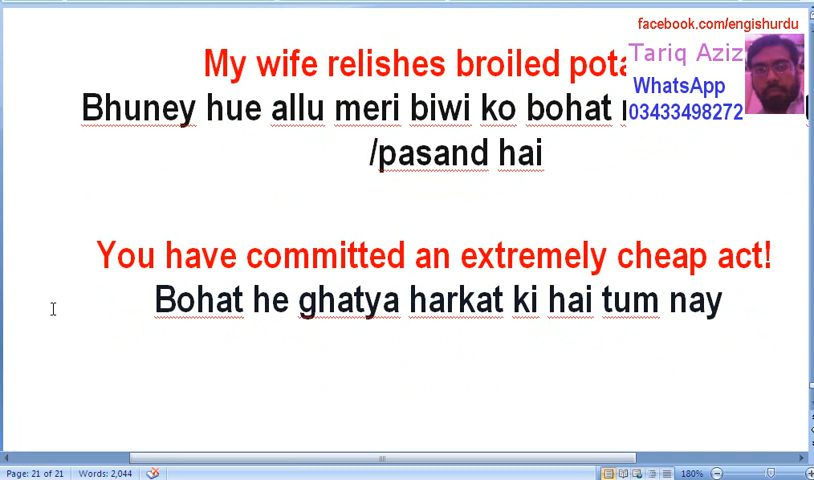 facebook.com/engishurdu
My wife relishes broiled
Tariq Aziz
WhatsApp
03433498272
Bhuney hue allu meri biwi ko bohat
/pasand hai
You have committed an extremely cheap act!
Bohat he ghatya harkat ki hai tum nay
Page: 21 of 21 Words: 2,044 180%